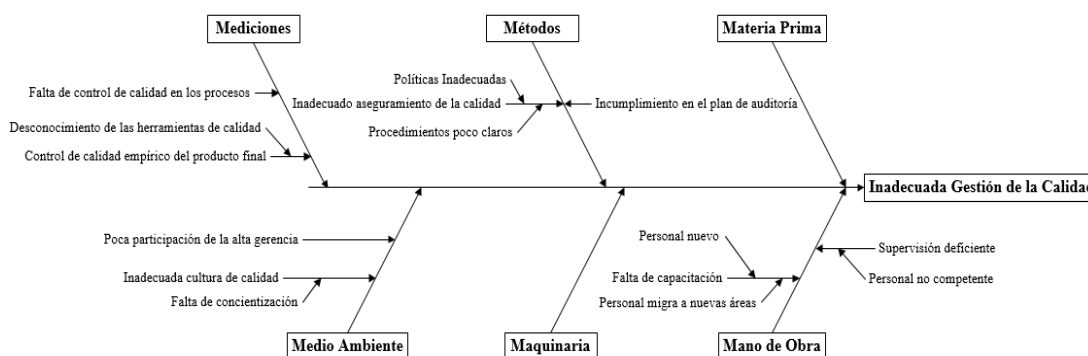 Mediciones
Métodos
Materia Prima
Falta de control de calidad en los procesos
Desconocimiento de las herramientas de calidad
Control de calidad empírico del producto final
Políticas Inadecuadas
Inadecuado aseguramiento de la calidad
Procedimientos poco claros
Incumplimiento en el plan de auditoría
Inadecuada Gestión de la Calidad
Poca participación de la alta gerencia
Inadecuada cultura de calidad
Falta de concientización
Personal nuevo
Falta de capacitación
Personal migra a nuevas áreas
Supervisión deficiente
Personal no competente
Medio Ambiente
Maquinaria
Mano de Obra